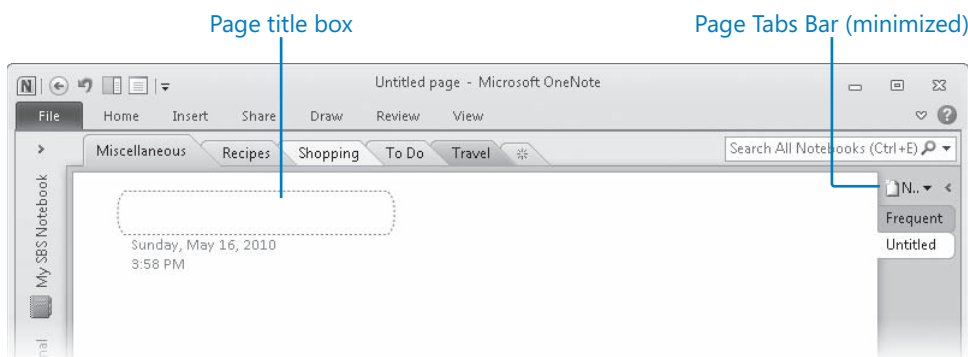 Page title box Page Tabs Bar (minimized)
Untitled page - Microsoft OneNote
File Home Insert Share Draw Review View
Miscellaneous Recipes Shopping To Do Travel Search All Notebooks (Ctrl+E)
N..
Frequent
Untitled
Sunday, May 16, 2010
3:58 PM
My SBS Notebook
nal